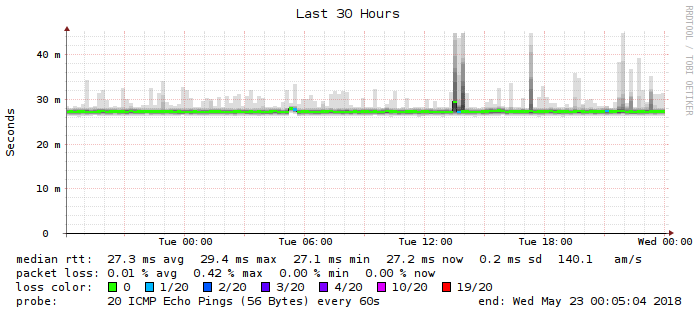 Last 30 Hours
RRDTOOL / TOBI OETIKER
Seconds
40 m
30 m
20 m
10 m
0
Tue 00:00 Tue 06:00 Tue 12:00 Tue 18:00 Wed 00:00
median rtt: 27.3 ms avg 29.4 ms max 27.1 ms min 27.2 ms now 0.2 ms sd 140.1 am/s
packet loss: 0.01 % avg 0.42 % max 0.00 % min 0.00 % now
loss color: 0 1/20 2/20 3/20 4/20 10/20 19/20
probe: 20 ICMP Echo Pings (56 Bytes) every 60s end: Wed May 23 00:05:04 2018